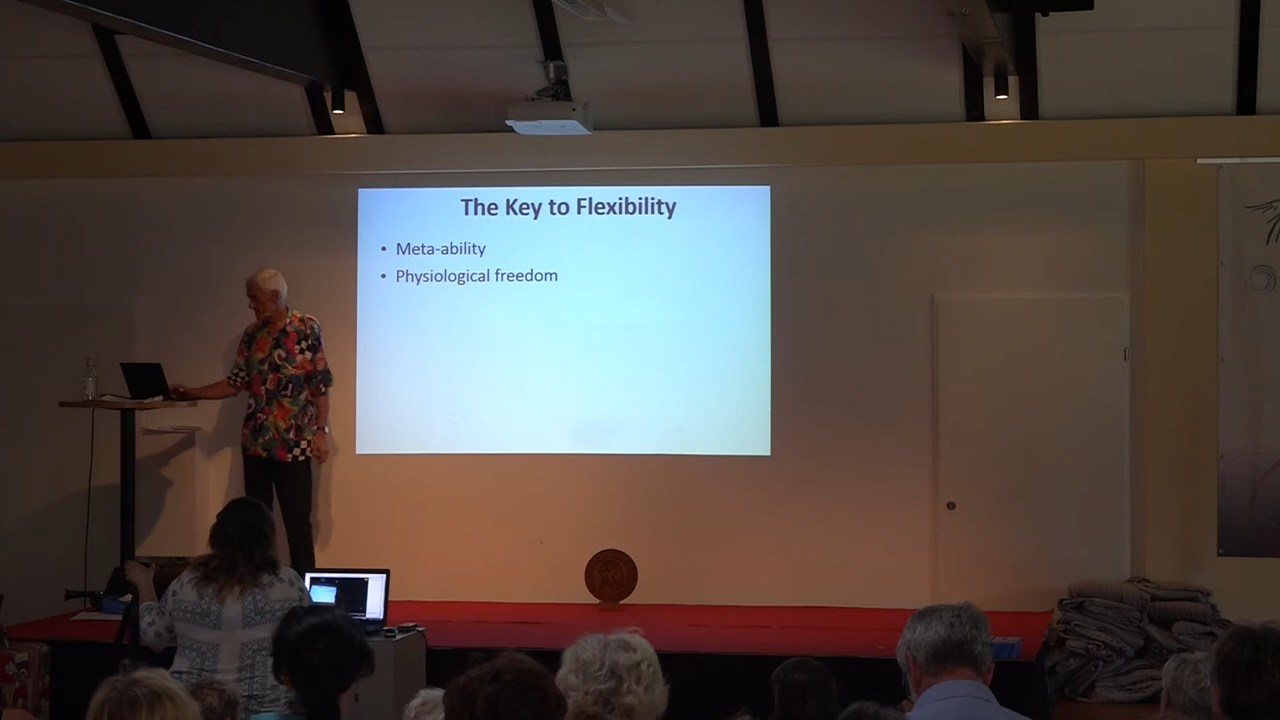 The Key to Flexibility
• Meta-ability
• Physiological freedom